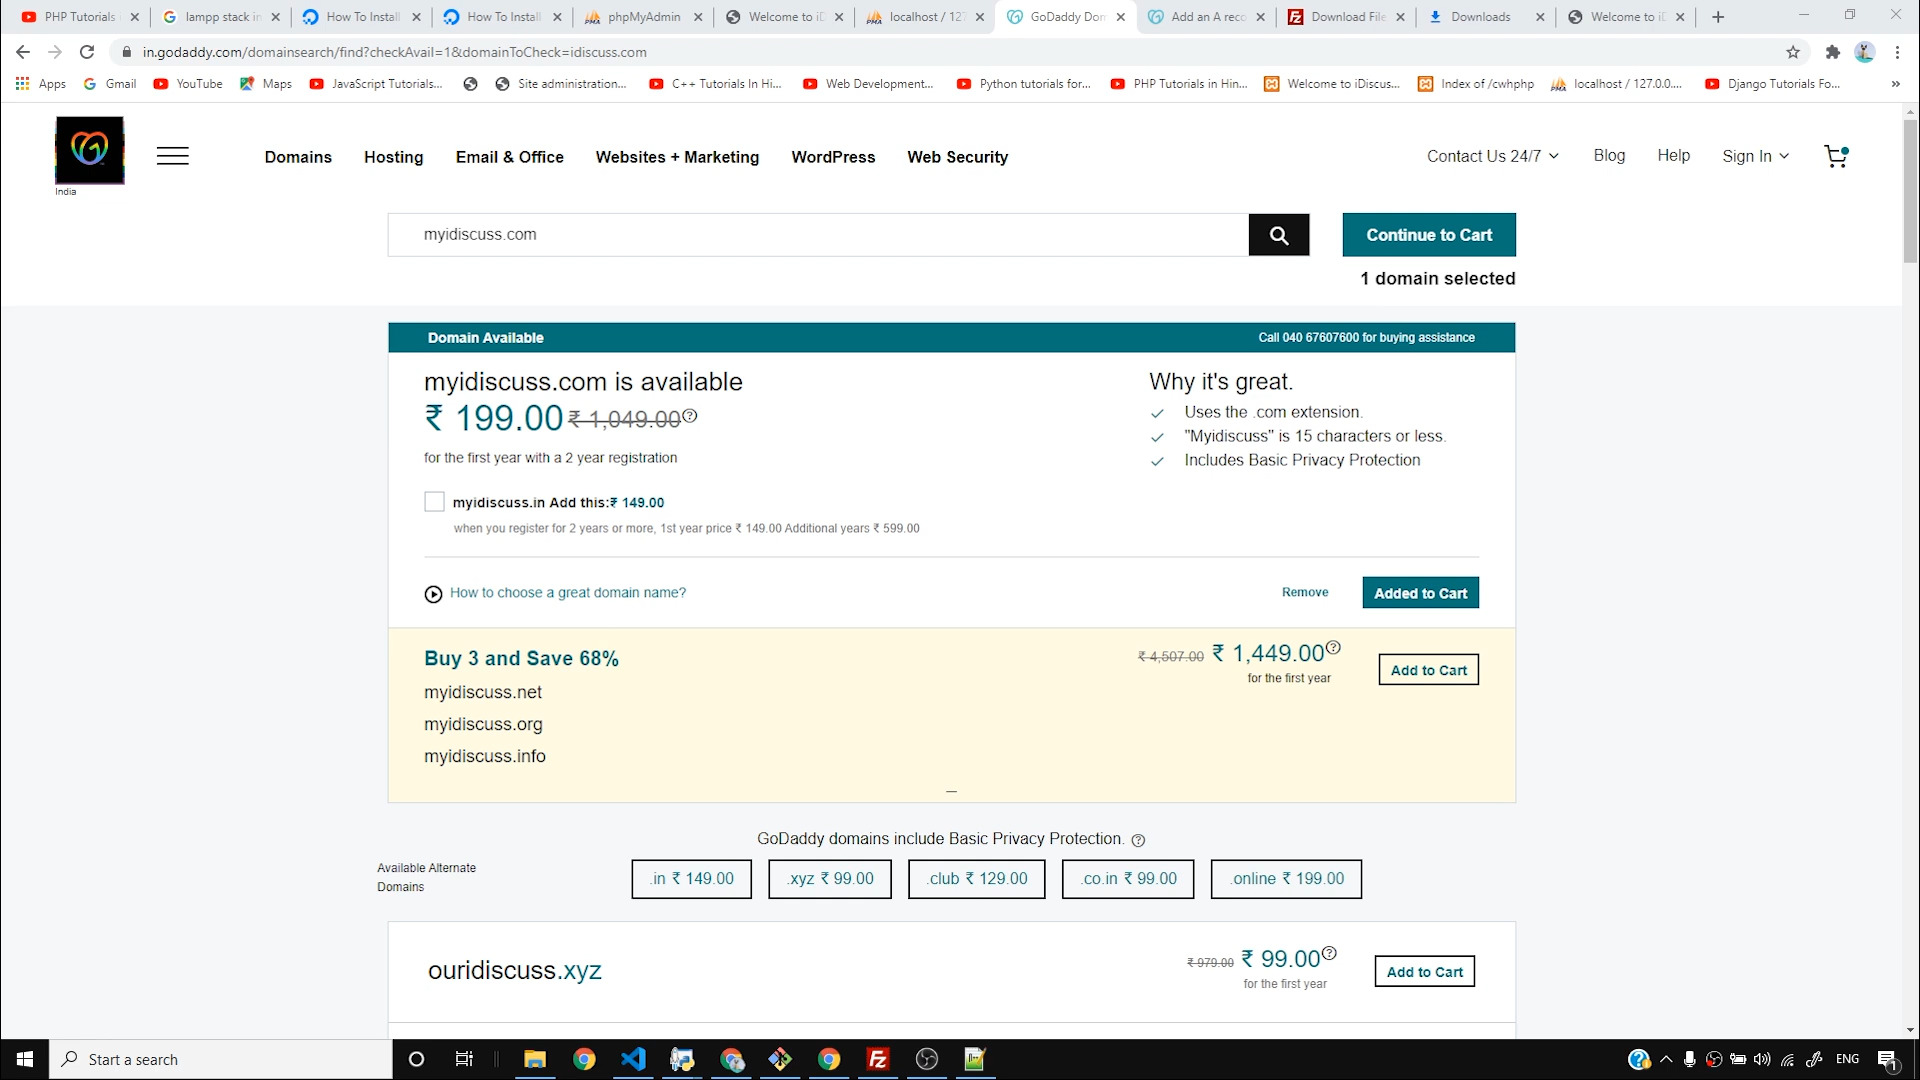 PHP Tutorials
lampp stack in
How To Install
How To Install
phpMyAdmin
Welcome to iD
localhost / 127
GoDaddy Dom
Add an A reco
Download File
Downloads
Welcome to iD
in.godaddy.com/domainsearch/find?checkAvail=1&domainToCheck=idiscuss.com
Apps
Gmail
YouTube
Maps
JavaScript Tutorials...
Site administration...
C++ Tutorials In Hi...
Web Development...
Python tutorials for...
PHP Tutorials in Hin...
Welcome to iDiscus...
Index of /cwhphp
localhost / 127.0.0....
Django Tutorials Fo...
India
Domains
Hosting
Email & Office
Websites + Marketing
WordPress
Web Security
Contact Us 24/7
Blog
Help
Sign In
myidiscuss.com
Continue to Cart
1 domain selected
Domain Available
Call 040 67607600 for buying assistance
myidiscuss.com is available
₹ 199.00 ₹ 1,049.00
for the first year with a 2 year registration
Why it's great.
Uses the .com extension.
"Myidiscuss" is 15 characters or less.
Includes Basic Privacy Protection
myidiscuss.in Add this:₹ 149.00
when you register for 2 years or more, 1st year price ₹ 149.00 Additional years ₹ 599.00
How to choose a great domain name?
Remove
Added to Cart
Buy 3 and Save 68%
myidiscuss.net
myidiscuss.org
myidiscuss.info
₹ 4,507.00 ₹ 1,449.00
for the first year
Add to Cart
GoDaddy domains include Basic Privacy Protection.
Available Alternate
Domains
.in ₹ 149.00
.xyz ₹ 99.00
.club ₹ 129.00
.co.in ₹ 99.00
.online ₹ 199.00
ouridiscuss.xyz
₹ 979.00 ₹ 99.00
for the first year
Add to Cart
Start a search
ENG
1